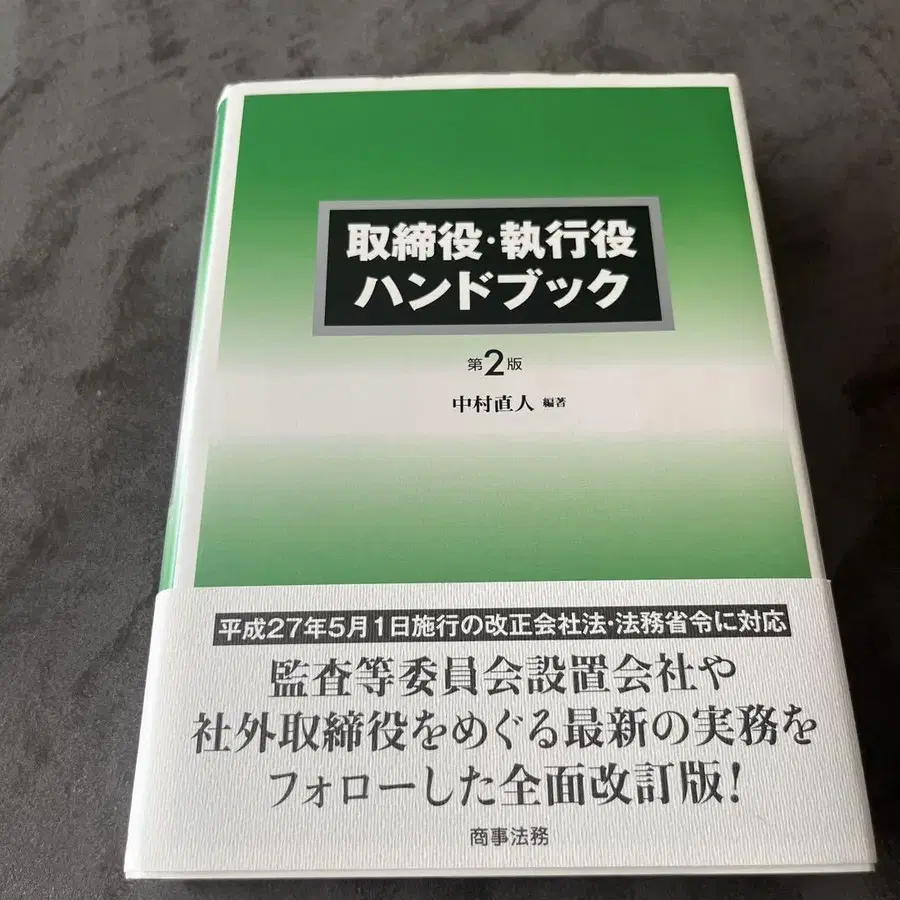 取締役・執行役
ハンドブック
第2版
中村直人 編著
平成27年5月1日施行の改正会社法・法務省令に対応
監査等委員会設置会社や
社外取締役をめぐる最新の実務を
フォローした全面改訂版!
商事法務